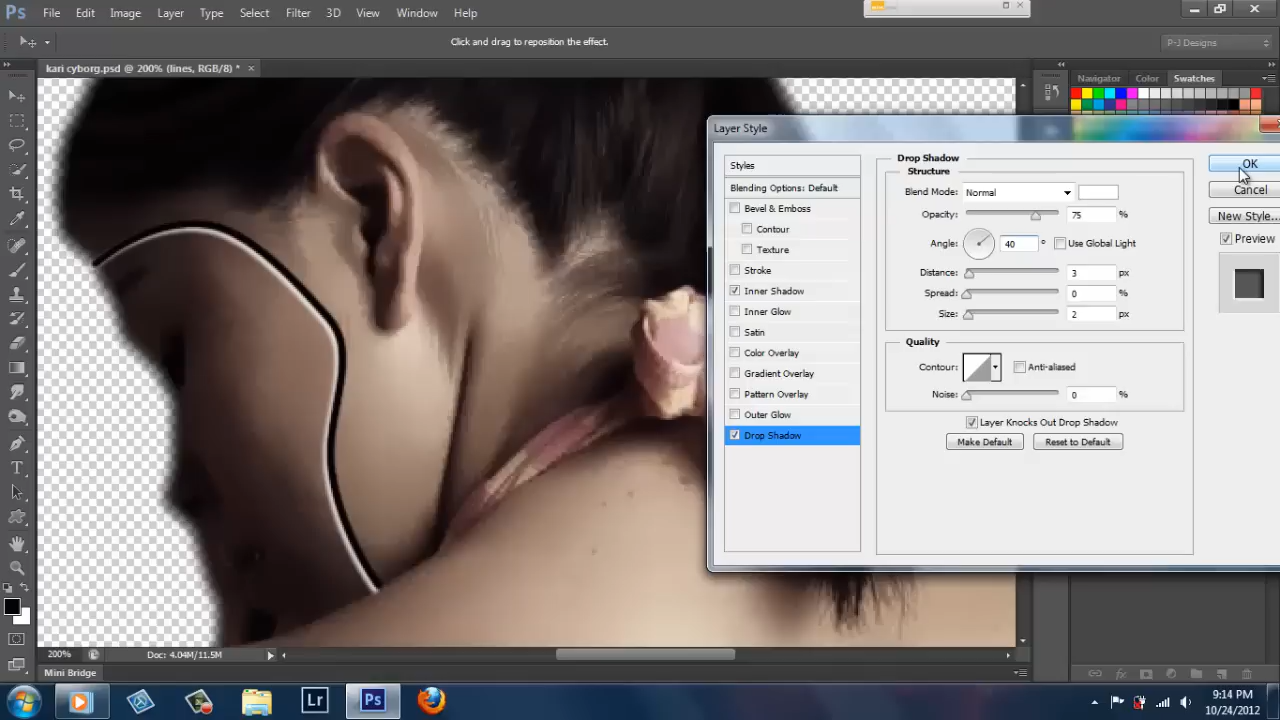 Ps File Edit Image Layer Type Select Filter 3D View Window Help
Click and drag to reposition the effect.
P-J Designs
kari cyborg.psd @ 200% (lines, RGB/8) *
Navigator Color Swatches
Layer Style
Styles
Blending Options: Default
Bevel & Emboss
Contour
Texture
Stroke
Inner Shadow
Inner Glow
Satin
Color Overlay
Gradient Overlay
Pattern Overlay
Outer Glow
Drop Shadow
Drop Shadow
Structure
Blend Mode: Normal
Opacity: 75 %
Angle: 40 ° Use Global Light
Distance: 3 px
Spread: 0 %
Size: 2 px
Quality
Contour: Anti-aliased
Noise: 0 %
Layer Knocks Out Drop Shadow
Make Default Reset to Default
OK
Cancel
New Style...
Preview
200% Doc: 4.04M/11.5M
Mini Bridge
Lr Ps
9:14 PM
10/24/2012